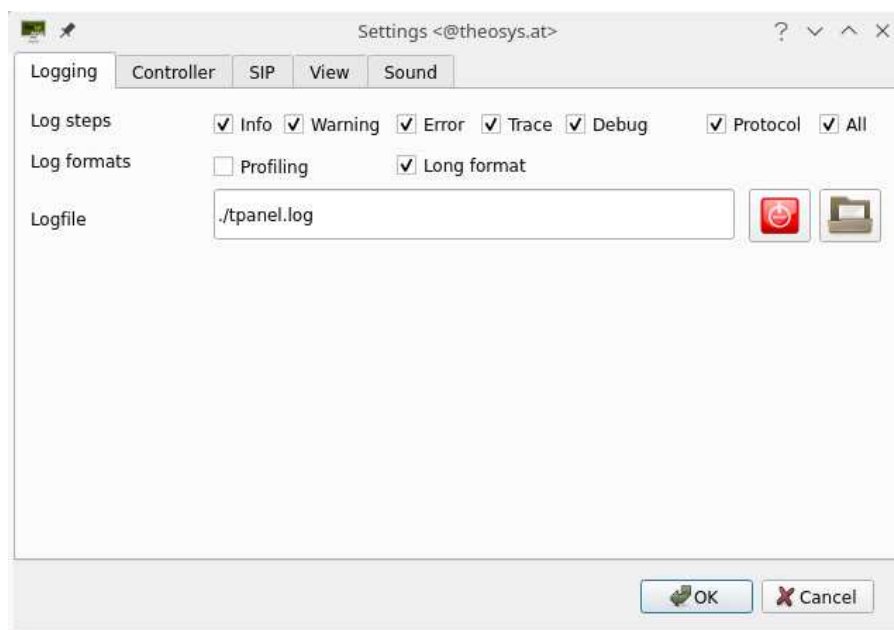 Settings <@theosys.at>
Logging Controller SIP View Sound
Log steps Info Warning Error Trace Debug Protocol All
Log formats Profiling Long format
Logfile ./tpanel.log
OK Cancel